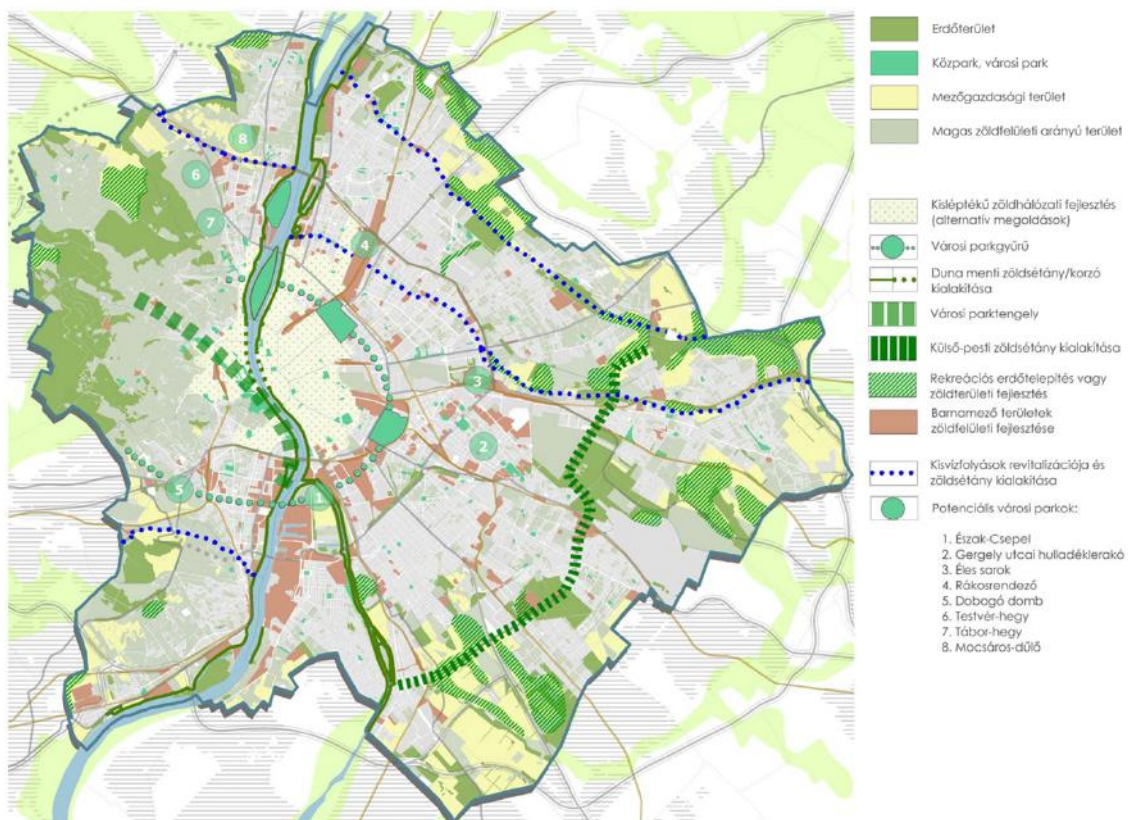 Erdőterület
Közpark, városi park
Mezőgazdasági terület
Magas zöldfelületi arányú terület
Kisléptékű zöldhálózati fejlesztés
(alternatív megoldások)
Városi parkgyűrű
Duna menti zöldsétány/korzó
kialakítása
Városi parktengely
Külső-pesti zöldsétány kialakítása
Rekreációs erdőtelepítés vagy
zöldterületi fejlesztés
Barnamező területek
zöldfelületi fejlesztése
Kisvízfolyások revitalizációja és
zöldsétány kialakítása
Potenciális városi parkok:
1. Észak-Csepel
2. Gergely utcai hulladéklerakó
3. Éles sarok
4. Rákosrendező
5. Dobogó domb
6. Testvér-hegy
7. Tábor-hegy
8. Mocsáros-dűlő
8
6
7
4
3
2
5
1